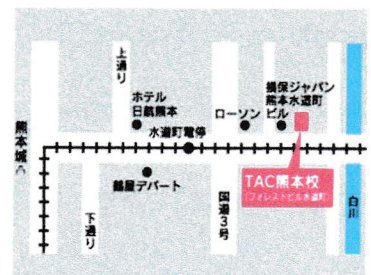 上通り
ホテル
日航熊本
ローソン
損保ジャパン
熊本水道町
ビル
熊本城
水道町電停
鶴屋デパート
TAC熊本校
(フォレストビル水道町)
下通り
国道3号
白川